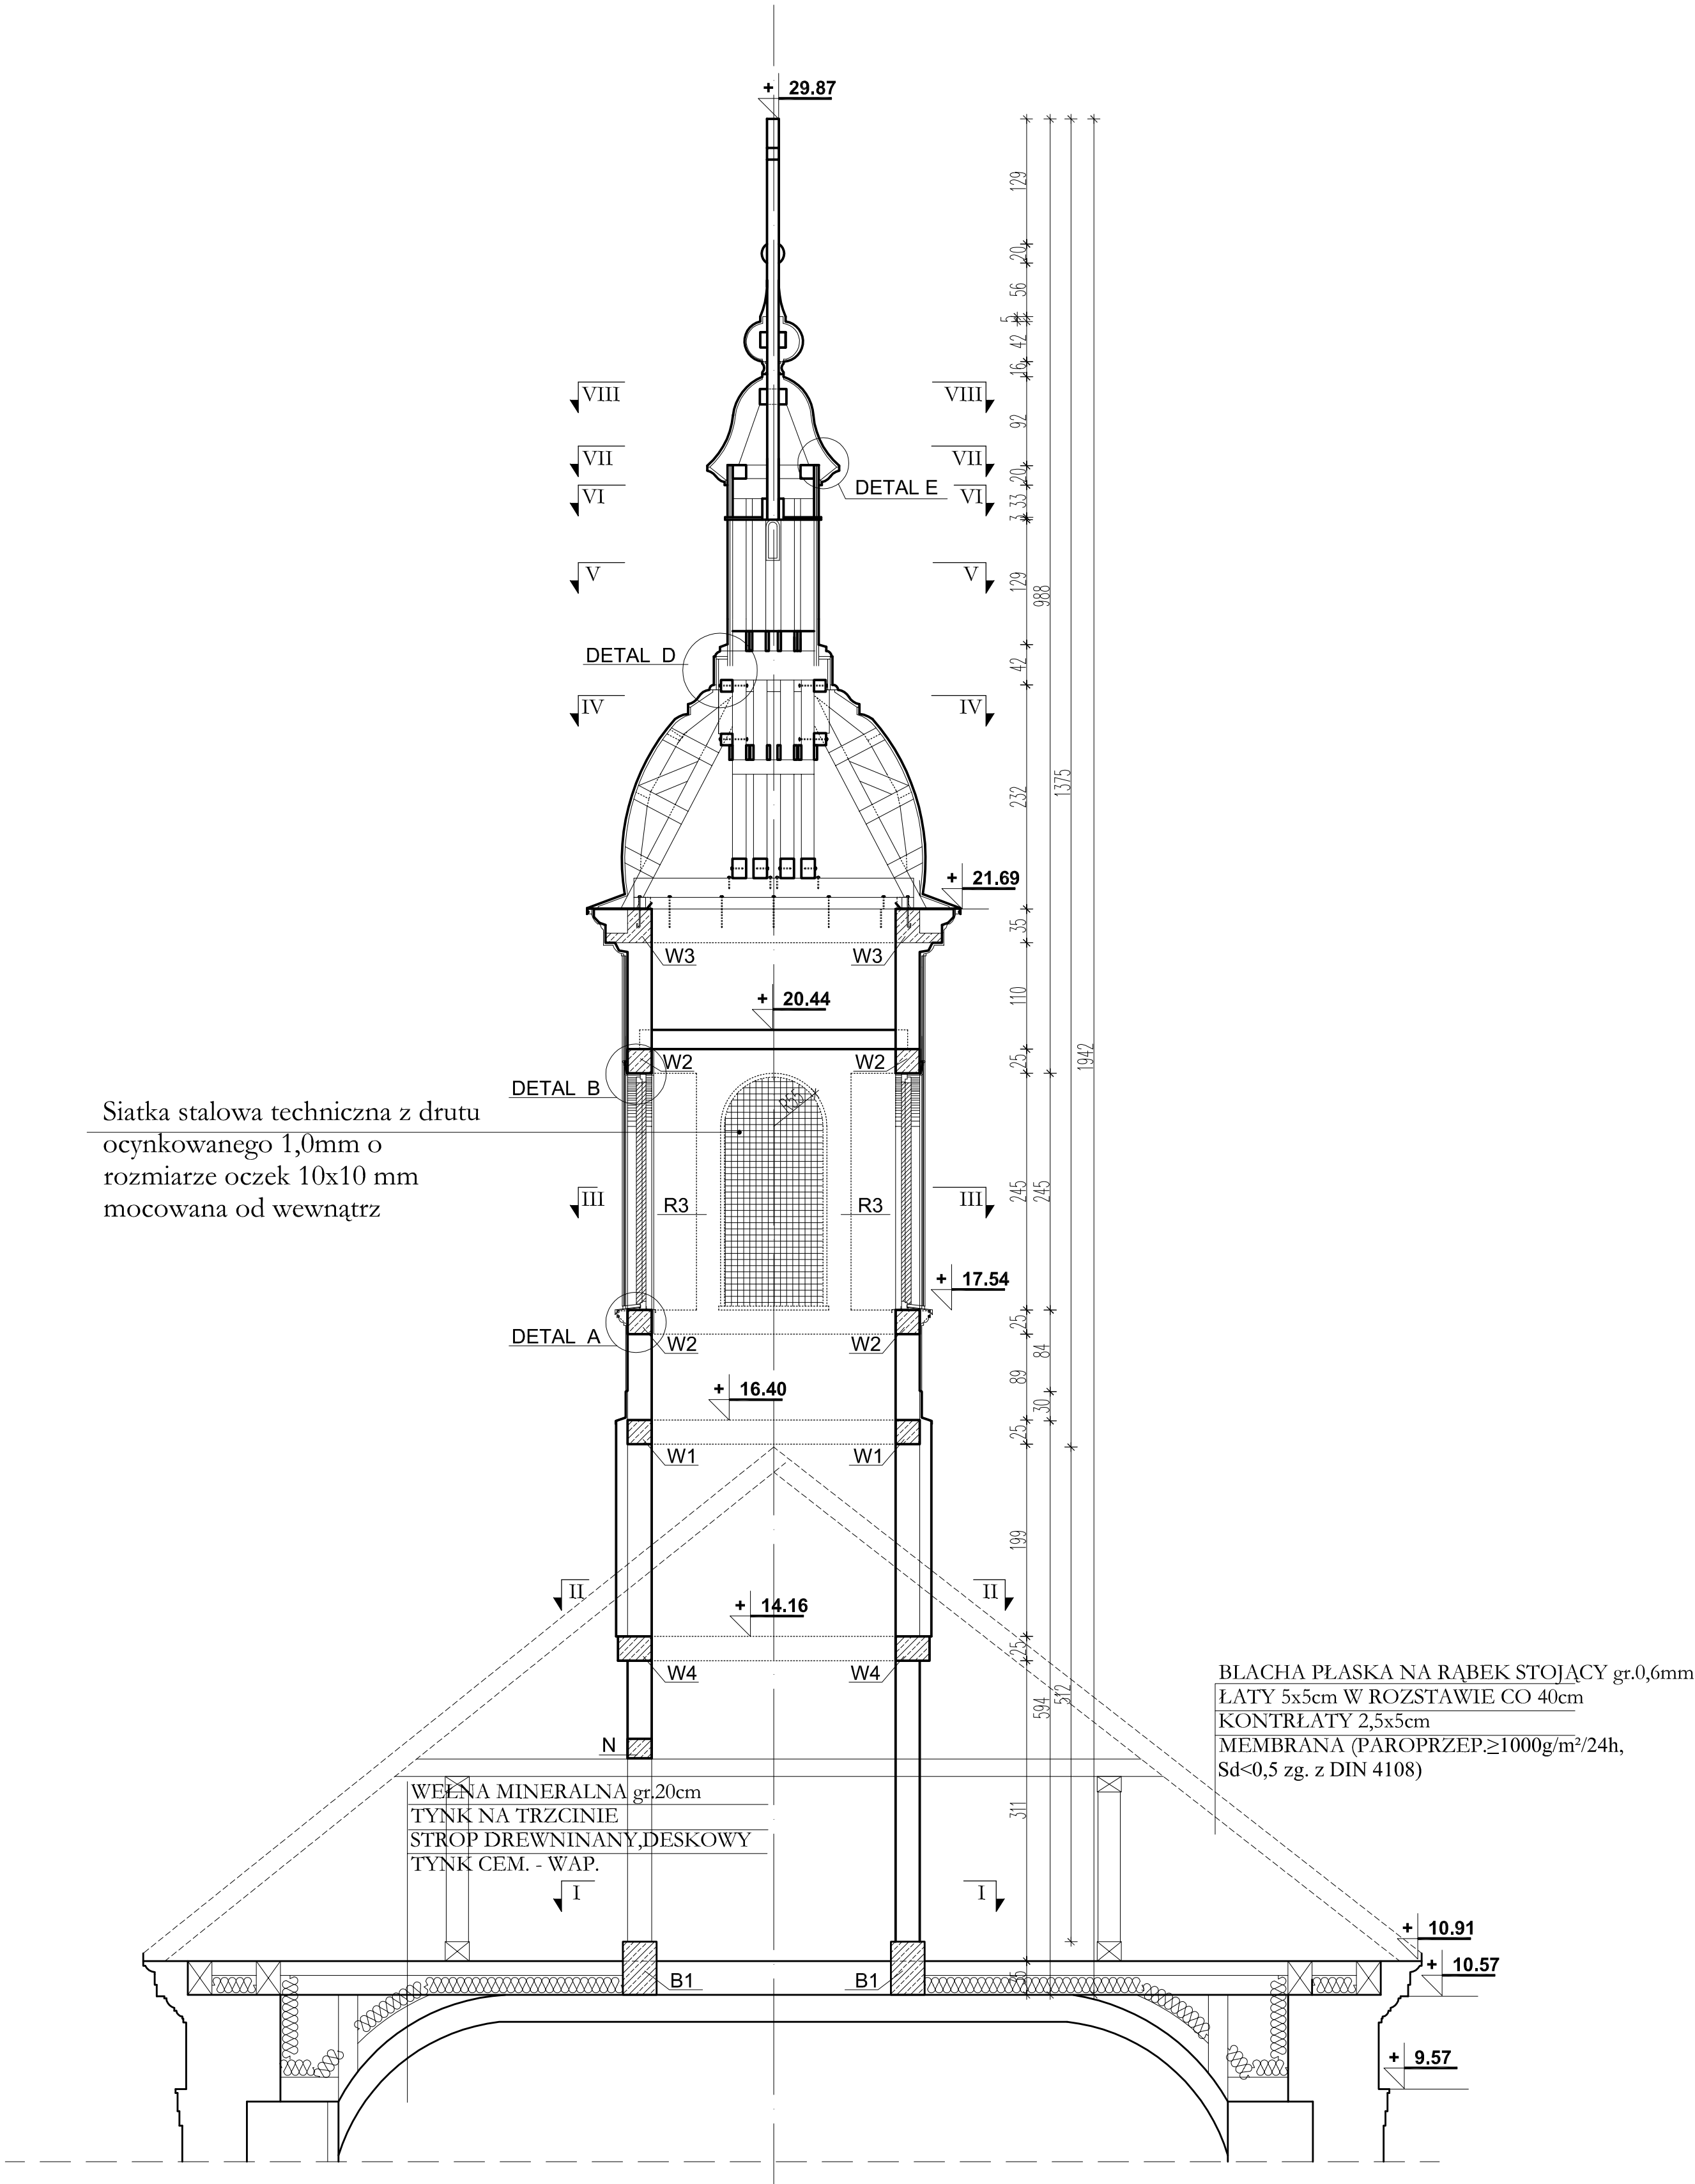 + 29.87
129
20
56
5
42
16
VIII VIII
92
VII VII
20
DETAL E
VI VI
33
3
V V
129
988
DETAL D
42
IV IV
1375
232
+ 21.69
35
W3 W3
+ 20.44
110
1942
W2 W2
25
DETAL B
R55
Siatka stalowa techniczna z drutu
ocynkowanego 1,0mm o
rozmiarze oczek 10x10 mm
mocowana od wewnątrz
III III
R3 R3
245 245
+ 17.54
25
DETAL A
W2 W2
84
89
+ 16.40
30
25
W1 W1
199
II II
+ 14.16
25
W4 W4
594
512
N
BLACHA PŁASKA NA RĄBEK STOJĄCY gr.0,6mm
ŁATY 5x5cm W ROZSTAWIE CO 40cm
KONTRŁATY 2,5x5cm
MEMBRANA (PAROPRZEP.≥1000g/m²/24h,
Sd<0,5 zg. z DIN 4108)
WEŁNA MINERALNA gr.20cm
TYNK NA TRZCINIE
STROP DREWNINANY,DESKOWY
TYNK CEM. - WAP.
311
I I
+ 10.91
+ 10.57
B1 B1
+ 9.57